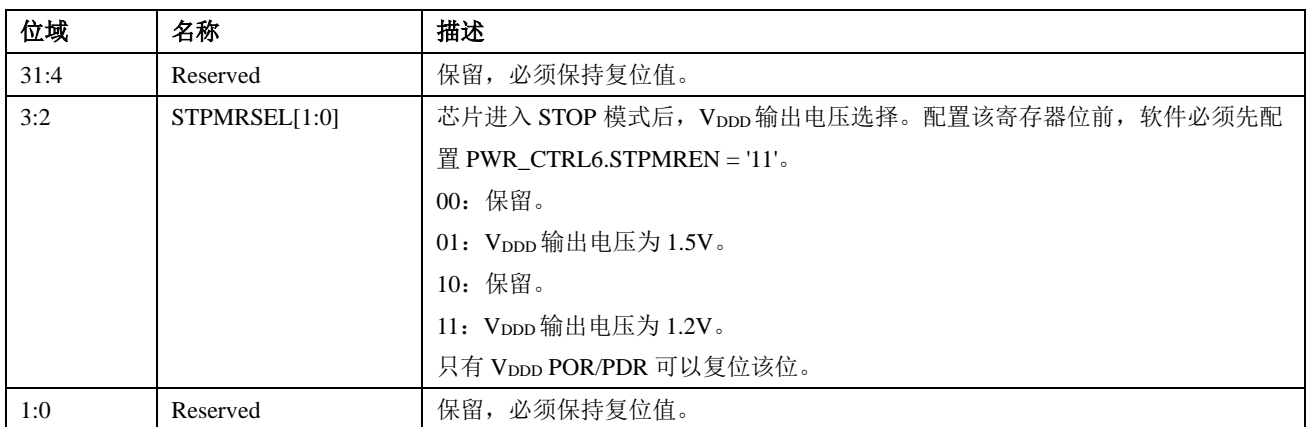 位域 名称 描述
31:4 Reserved 保留，必须保持复位值。
3:2 STPMRSEL[1:0] 芯片进入 STOP 模式后，VDDD 输出电压选择。配置该寄存器位前，软件必须先配
置 PWR_CTRL6.STPMREN = '11'。
00：保留。
01：VDDD 输出电压为 1.5V。
10：保留。
11：VDDD 输出电压为 1.2V。
只有 VDDD POR/PDR 可以复位该位。
1:0 Reserved 保留，必须保持复位值。